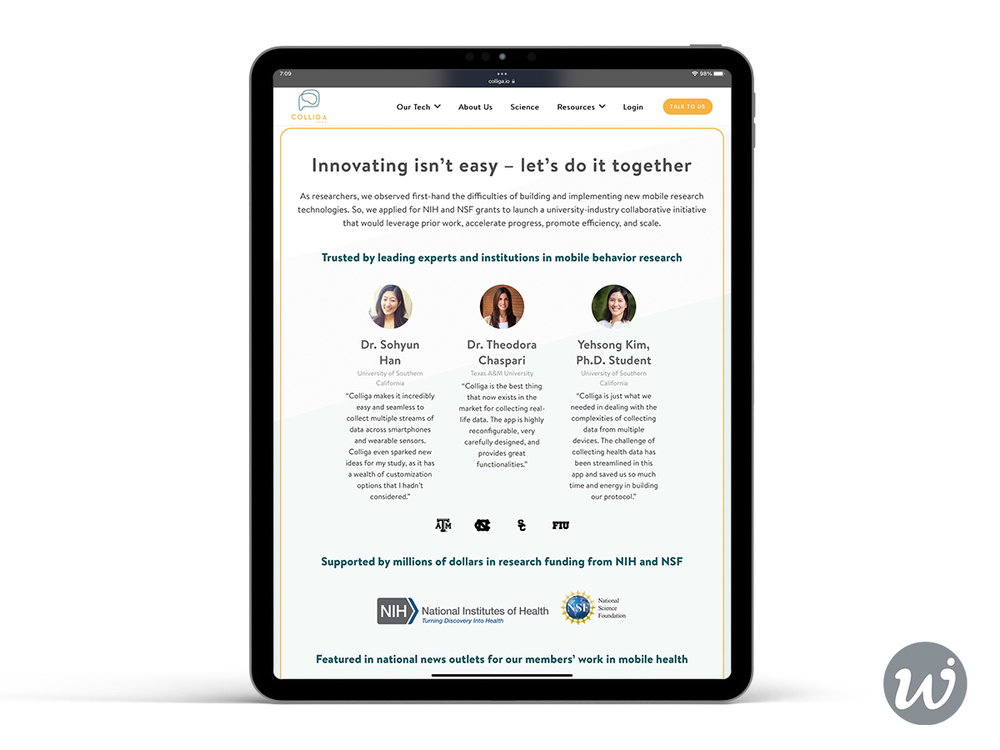 7:09
colliga.io
98%
COLLIGA
Our Tech
About Us
Science
Resources
Login
TALK TO US
Innovating isn’t easy – let’s do it together
As researchers, we observed first-hand the difficulties of building and implementing new mobile research
technologies. So, we applied for NIH and NSF grants to launch a university-industry collaborative initiative
that would leverage prior work, accelerate progress, promote efficiency, and scale.
Trusted by leading experts and institutions in mobile behavior research
Dr. Sohyun
Han
University of Southern
California
“Colliga makes it incredibly
easy and seamless to
collect multiple streams of
data across smartphones
and wearable sensors.
Colliga even sparked new
ideas for my study, as it has
a wealth of customization
options that I hadn’t
considered.”
Dr. Theodora
Chaspari
Texas A&M University
“Colliga is the best thing
that now exists in the
market for collecting real-
life data. The app is highly
reconfigurable, very
carefully designed, and
provides great
functionalities.”
Yehsong Kim,
Ph.D. Student
University of Southern
California
“Colliga is just what we
needed in dealing with the
complexities of collecting
data from multiple
devices. The challenge of
collecting health data has
been streamlined in this
app and saved us so much
time and energy in building
our protocol.”
ATM
NC
SC
FIU
Supported by millions of dollars in research funding from NIH and NSF
NIH
National Institutes of Health
Turning Discovery Into Health
NSF
National
Science
Foundation
Featured in national news outlets for our members’ work in mobile health
wi